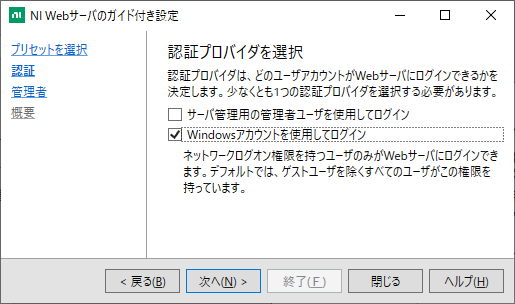 NI Webサーバのガイド付き設定
プリセットを選択
認証
管理者
概要
認証プロバイダを選択
認証プロバイダは、どのユーザアカウントがWebサーバにログインできるかを
決定します。少なくとも1つの認証プロバイダを選択する必要があります。
サーバ管理用の管理者ユーザを使用してログイン
Windowsアカウントを使用してログイン
ネットワークログオン権限を持つユーザのみがWebサーバにログインでき
ます。デフォルトでは、ゲストユーザを除くすべてのユーザがこの権限を
持っています。
< 戻る(B)
次へ(N) >
終了(F)
閉じる
ヘルプ(H)